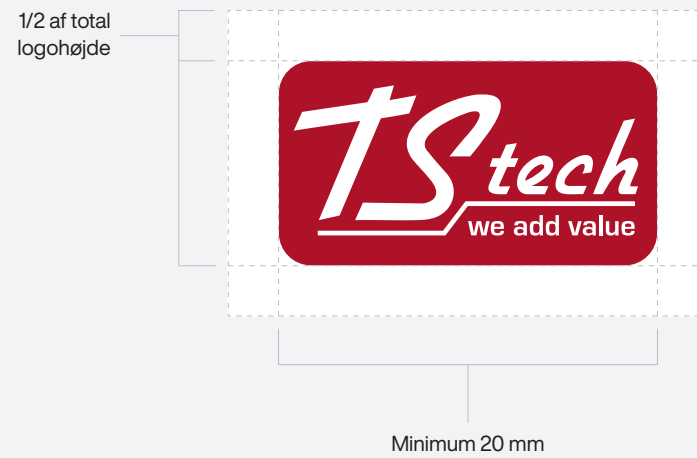 1/2 af total
logohøjde
TS tech
we add value
Minimum 20 mm